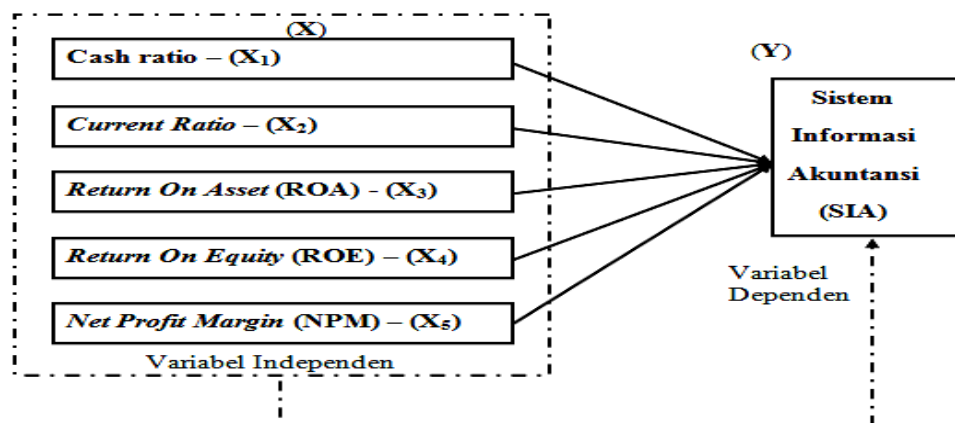 (X)
Cash ratio – (X₁)
Current Ratio – (X₂)
Return On Asset (ROA) - (X₃)
Return On Equity (ROE) – (X₄)
Net Profit Margin (NPM) – (X₅)
Variabel Independen
(Y)
Sistem
Informasi
Akuntansi
(SIA)
Variabel
Dependen